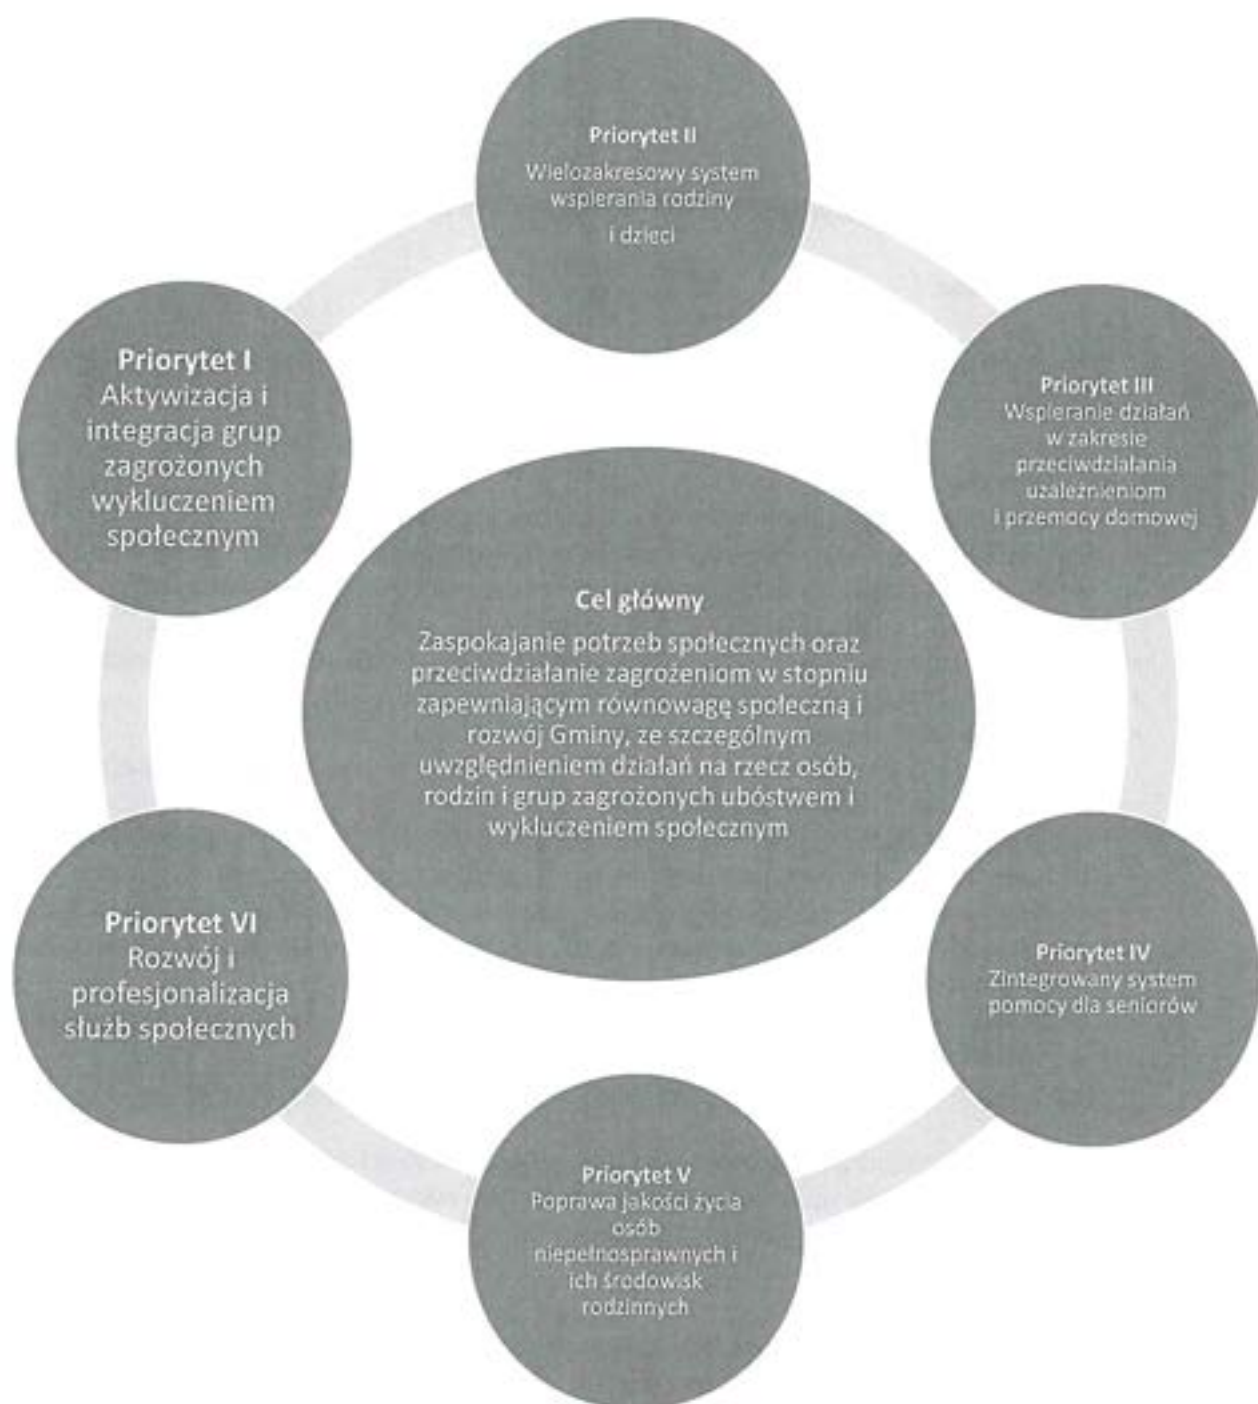 Priorytet II
Wielozakresowy system
wspierania rodziny
i dzieci
Priorytet I
Aktywizacja i
integracja grup
zagrożonych
wykluczeniem
społecznym
Priorytet III
Wspieranie działań
w zakresie
przeciwdziałania
uzależnieniom
i przemocy domowej
Cel główny
Zaspokajanie potrzeb społecznych oraz
przeciwdziałanie zagrożeniom w stopniu
zapewniającym równowagę społeczną i
rozwój Gminy, ze szczególnym
uwzględnieniem działań na rzecz osób,
rodzin i grup zagrożonych ubóstwem i
wykluczeniem społecznym
Priorytet VI
Rozwój i
profesjonalizacja
służb społecznych
Priorytet IV
Zintegrowany system
pomocy dla seniorów
Priorytet V
Poprawa jakości życia
osób
niepełnosprawnych i
ich środowisk
rodzinnych